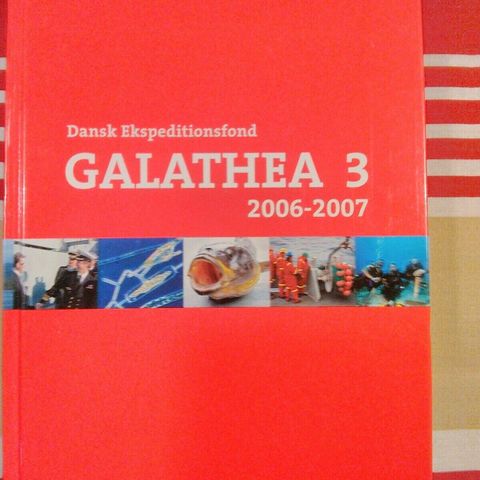 Dansk Ekspeditionsfond
GALATHEA 3
2006-2007